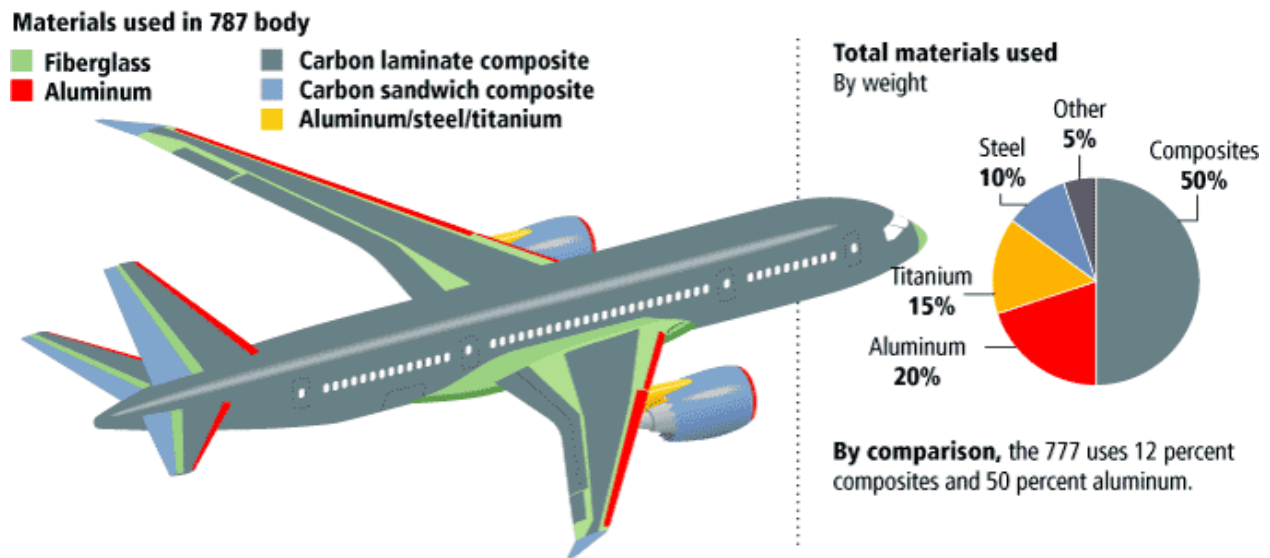 Materials used in 787 body
Fiberglass
Aluminum
Carbon laminate composite
Carbon sandwich composite
Aluminum/steel/titanium
Total materials used
By weight
Other
5%
Steel
10%
Composites
50%
Titanium
15%
Aluminum
20%
By comparison, the 777 uses 12 percent
composites and 50 percent aluminum.